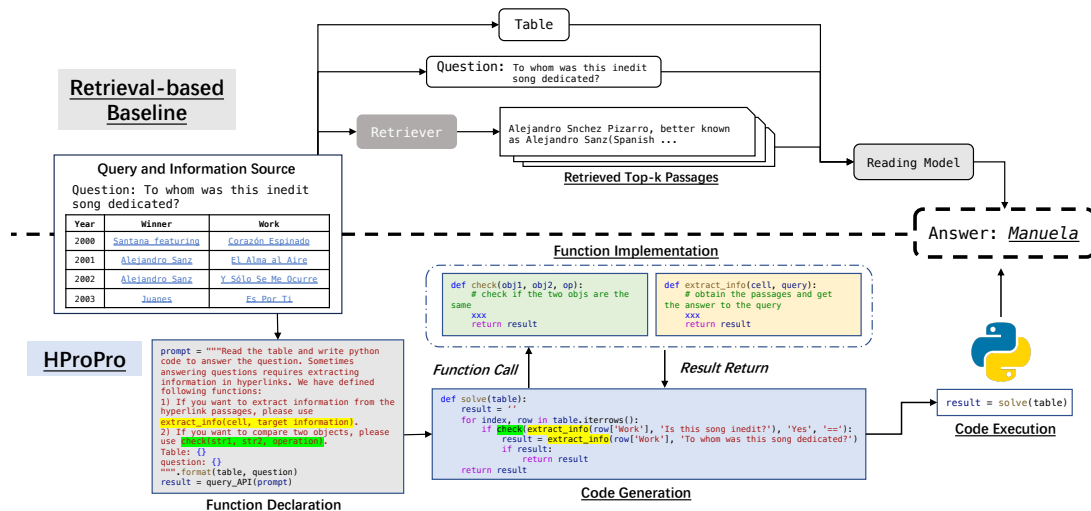 Table
Question: To whom was this inedit
song dedicated?
Retrieval-based
Baseline
Retriever
Alejandro Snchez Pizarro, better known
as Alejandro Sanz(Spanish ...
Retrieved Top-k Passages
Reading Model
Query and Information Source
Question: To whom was this inedit
song dedicated?
Year Winner Work
2000 Santana featuring Corazón Espinado
2001 Alejandro Sanz El Alma al Aire
2002 Alejandro Sanz Y Sólo Se Me Ocurre
2003 Juanes Es Por Ti
Answer: Manuela
Function Implementation
def check(obj1, obj2, op):
# check if the two objs are the
same
xxx
return result
def extract_info(cell, query):
# obtain the passages and get
the answer to the query
xxx
return result
HProPro
Function Call
Result Return
prompt = """Read the table and write python
code to answer the question. Sometimes
answering questions requires extracting
information in hyperlinks. We have defined
following functions:
1) If you want to extract information from the
hyperlink passages, please use
extract_info(cell, target information).
2) If you want to compare two objects, please
use check(str1, str2, operation).
Table: {}
question: {}
""".format(table, question)
result = query_API(prompt)
Function Declaration
def solve(table):
result = ''
for index, row in table.iterrows():
if check(extract_info(row['Work'], 'Is this song inedit?'), 'Yes', '=='):
result = extract_info(row['Work'], 'To whom was this song dedicated?')
if result:
return result
return result
Code Generation
result = solve(table)
Code Execution